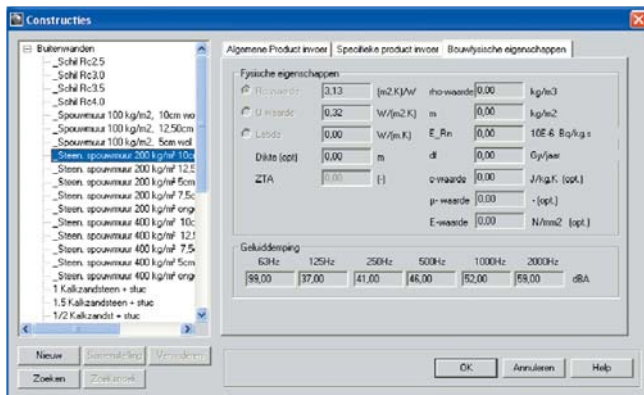 Constructies
Buitenwanden
_Schil Rc2.5
_Schil Rc3.0
_Schil Rc3.5
_Schil Rc4.0
_Spouwmuur 100 kg/m2, 10cm wo
_Spouwmuur 100 kg/m2, 12,50cm
_Spouwmuur 100 kg/m2, 5cm wol
_Steen. spouwmuur 200 kg/m² 10c
_Steen. spouwmuur 200 kg/m² 12,5
_Steen. spouwmuur 200 kg/m² 5cm
_Steen. spouwmuur 200 kg/m² 7,5c
_Steen. spouwmuur 200 kg/m² onge
_Steen. spouwmuur 400 kg/m² 10c
_Steen. spouwmuur 400 kg/m² 12,5
_Steen. spouwmuur 400 kg/m² 7,5
_Steen. spouwmuur 400 kg/m² 5cm
_Steen. spouwmuur 400 kg/m² onge
1 Kalkzandsteen + stuc
1.5 Kalkzandsteen + stuc
1/2 Kalkzandst + stuc
Nieuw Samenstelling Verwijderen
Zoeken Zoekenook
Algemene Product invoer Specifieke product invoer Bouwfysische eigenschappen
Fysische eigenschappen
Rc-waarde 3,13 (m2.K)/W rho-waarde 0,00 kg/m3
U-waarde 0,32 W/(m2.K) m 0,00 kg/m2
Labda 0,00 W/(m.K) E_Rn 0,00 10E-6 Bq/kg.s
Dikte (opt) 0,00 m df 0,00 Gy/jaar
ZTA 0,00 (-) c-waarde 0,00 J/kg.K (opt.)
µ-waarde 0,00 - (opt.)
E-waarde 0,00 N/mm2 (opt.)
Geluiddemping
63Hz 125Hz 250Hz 500Hz 1000Hz 2000Hz
99,00 37,00 41,00 46,00 52,00 59,00 dBA
OK Annuleren Help